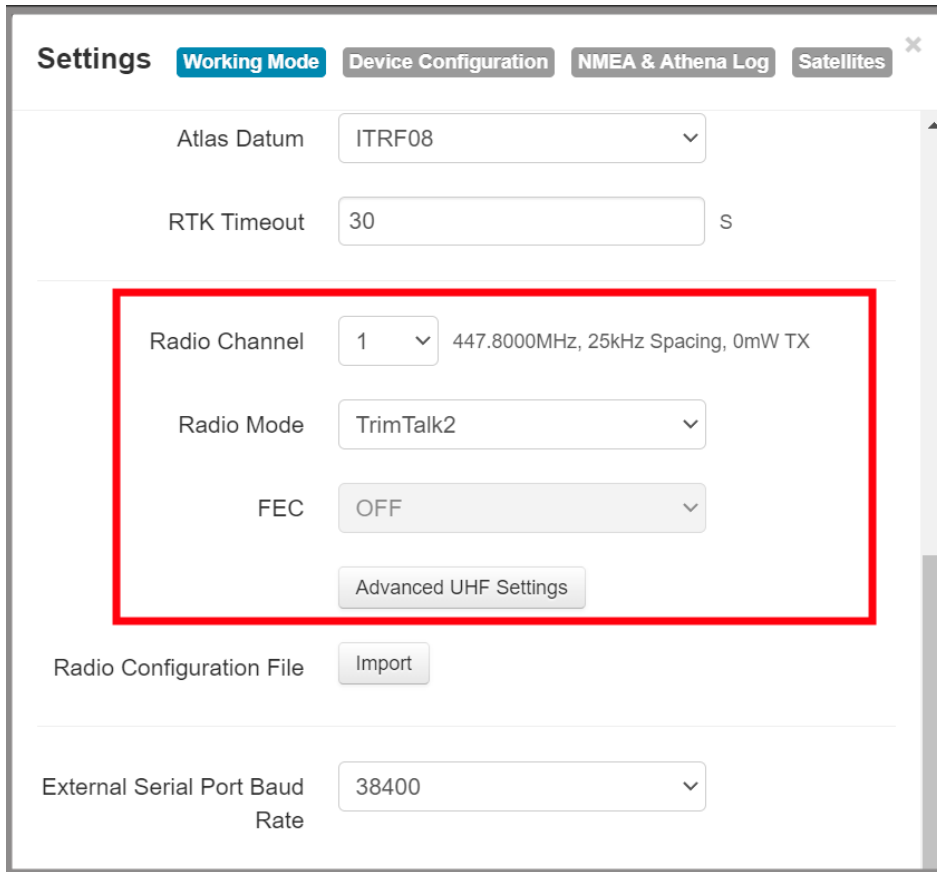 Settings Working Mode Device Configuration NMEA & Athena Log Satellites ×
Atlas Datum ITRF08
RTK Timeout 30 S
Radio Channel 1 447.8000MHz, 25kHz Spacing, 0mW TX
Radio Mode TrimTalk2
FEC OFF
Advanced UHF Settings
Radio Configuration File Import
External Serial Port Baud 38400
Rate